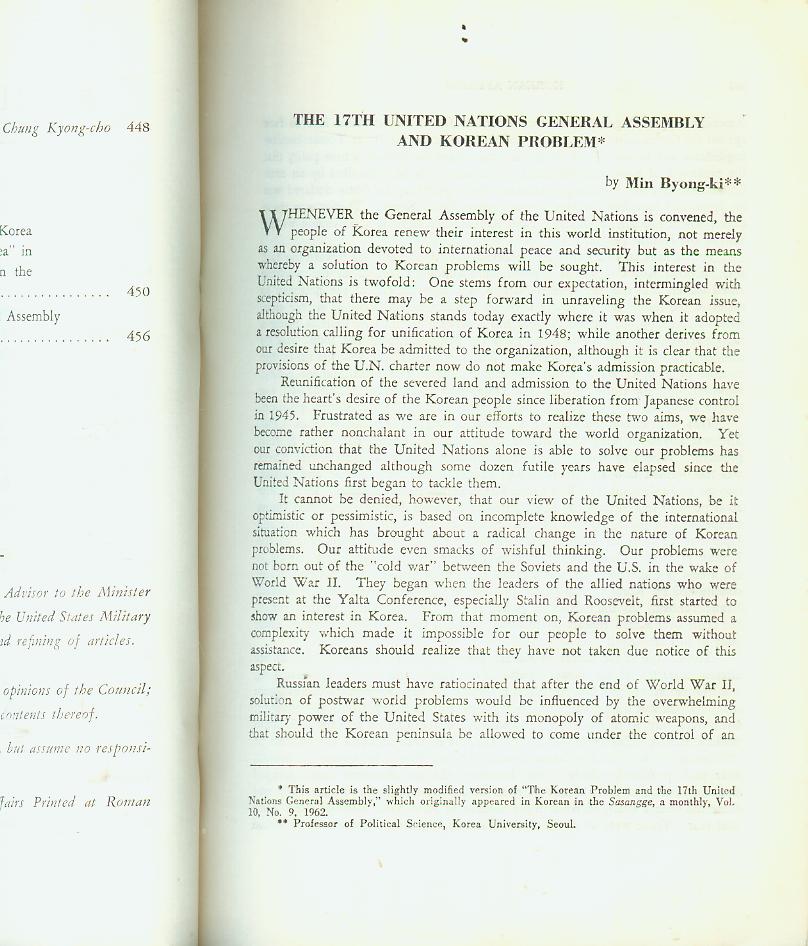 Chung Kyong-cho 448
Korea
ea" in
n the
............... 450
Assembly
............... 456
Advisor to the Minister
he United States Military
nd refining of articles.
opinions of the Council;
contents thereof.
, but assume no responsi-
fairs Printed at Roman
THE 17TH UNITED NATIONS GENERAL ASSEMBLY
AND KOREAN PROBLEM*
by Min Byong-ki**
WHENEVER the General Assembly of the United Nations is convened, the
people of Korea renew their interest in this world institution, not merely
as an organization devoted to international peace and security but as the means
whereby a solution to Korean problems will be sought. This interest in the
United Nations is twofold: One stems from our expectation, intermingled with
scepticism, that there may be a step forward in unraveling the Korean issue,
although the United Nations stands today exactly where it was when it adopted
a resolution calling for unification of Korea in 1948; while another derives from
our desire that Korea be admitted to the organization, although it is clear that the
provisions of the U.N. charter now do not make Korea's admission practicable.
Reunification of the severed land and admission to the United Nations have
been the heart's desire of the Korean people since liberation from Japanese control
in 1945. Frustrated as we are in our efforts to realize these two aims, we have
become rather nonchalant in our attitude toward the world organization. Yet
our conviction that the United Nations alone is able to solve our problems has
remained unchanged although some dozen futile years have elapsed since the
United Nations first began to tackle them.
It cannot be denied, however, that our view of the United Nations, be it
optimistic or pessimistic, is based on incomplete knowledge of the international
situation which has brought about a radical change in the nature of Korean
problems. Our attitude even smacks of wishful thinking. Our problems were
not born out of the "cold war" between the Soviets and the U.S. in the wake of
World War II. They began when the leaders of the allied nations who were
present at the Yalta Conference, especially Stalin and Roosevelt, first started to
show an interest in Korea. From that moment on, Korean problems assumed a
complexity which made it impossible for our people to solve them without
assistance. Koreans should realize that they have not taken due notice of this
aspect.
Russian leaders must have ratiocinated that after the end of World War II,
solution of postwar world problems would be influenced by the overwhelming
military power of the United States with its monopoly of atomic weapons, and
that should the Korean peninsula be allowed to come under the control of an
* This article is the slightly modified version of "The Korean Problem and the 17th United
Nations General Assembly," which originally appeared in Korean in the Sasangge, a monthly, Vol.
10, No. 9, 1962.
** Professor of Political Science, Korea University, Seoul.